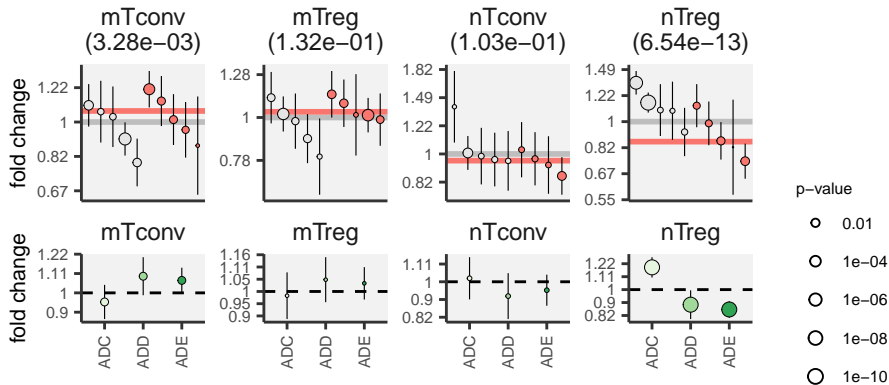 mTconv
(3.28e−03)
mTreg
(1.32e−01)
nTconv
(1.03e−01)
nTreg
(6.54e−13)
fold change
1.22
1
0.82
0.67
1.28
1
0.78
1.82
1.49
1.22
1
0.82
1.49
1.22
1
0.82
0.67
0.55
mTconv
mTreg
nTconv
nTreg
fold change
1.22
1.11
1
0.9
1.16
1.1
1.05
1
0.95
0.9
1.11
1
0.9
0.82
1.22
1.11
1
0.9
0.82
ADC
ADD
ADE
ADC
ADD
ADE
ADC
ADD
ADE
ADC
ADD
ADE
p−value
0.01
1e−04
1e−06
1e−08
1e−10